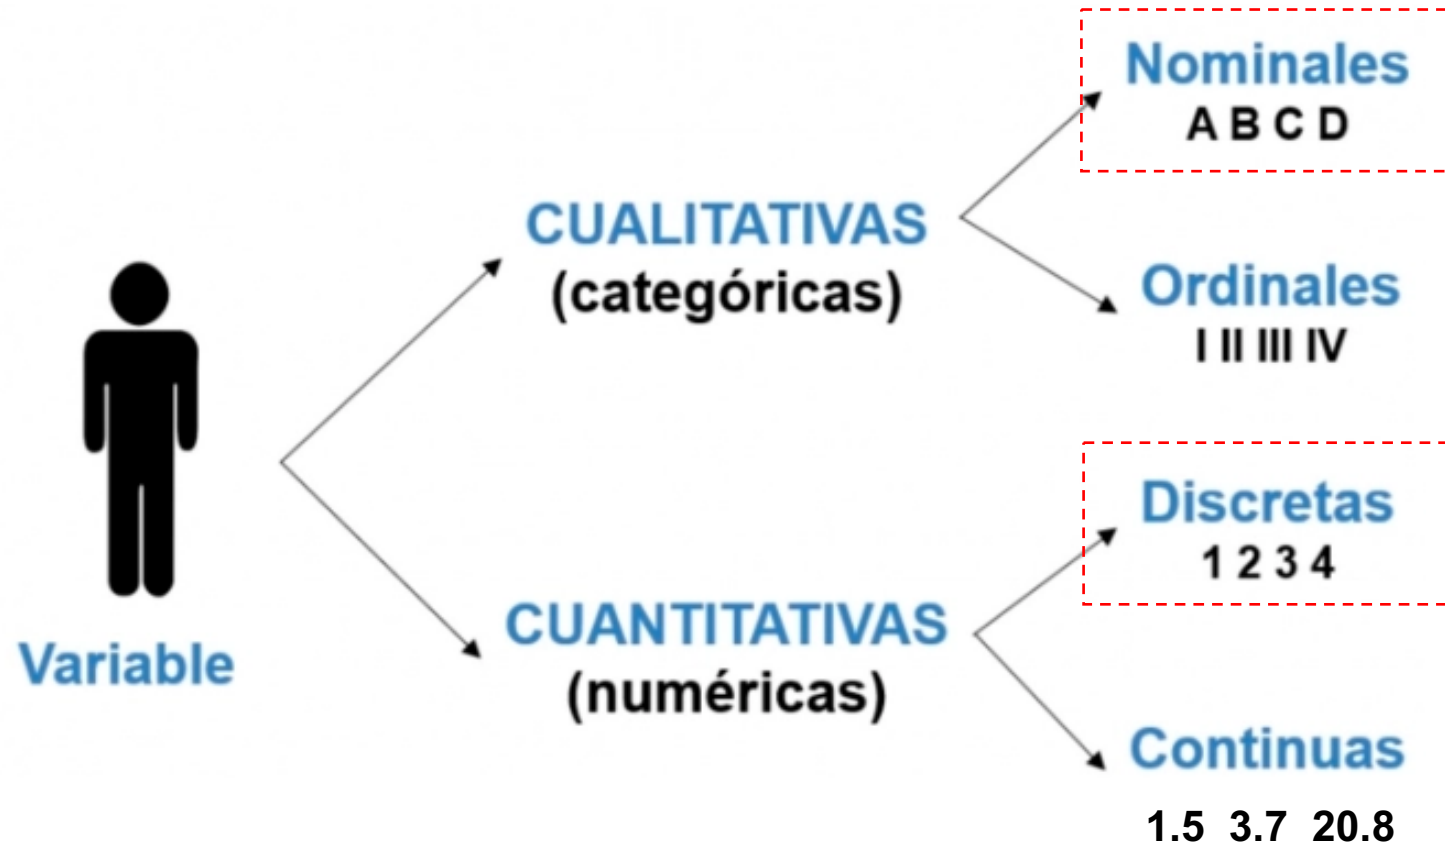 Variable
CUALITATIVAS
(categóricas)
Nominales
A B C D
Ordinales
I II III IV
CUANTITATIVAS
(numéricas)
Discretas
1 2 3 4
Continuas
1.5 3.7 20.8